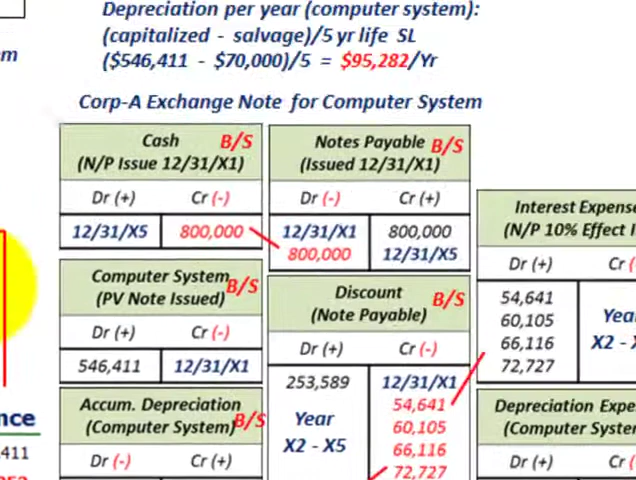 Depreciation per year (computer system):
(capitalized - salvage)/5 yr life SL
($546,411 - $70,000)/5 = $95,282/Yr
m
Corp-A Exchange Note for Computer System
Cash B/S
(N/P Issue 12/31/X1)
Dr (+) Cr (-)
12/31/X5 800,000
Notes Payable B/S
(Issued 12/31/X1)
Dr (-) Cr (+)
12/31/X1 800,000
800,000 12/31/X5
Interest Expens
(N/P 10% Effect I
Dr (+) Cr (
54,641
60,105
66,116
72,727
Yea
X2 - X
Computer System B/S
(PV Note Issued)
Dr (+) Cr (-)
546,411 12/31/X1
Discount B/S
(Note Payable)
Dr (+) Cr (-)
253,589 12/31/X1
54,641
60,105
66,116
72,727
Year
X2 - X5
Accum. Depreciation
(Computer System) B/S
Dr (-) Cr (+)
Depreciation Expe
(Computer System
Dr (+) Cr (-)
nce
411